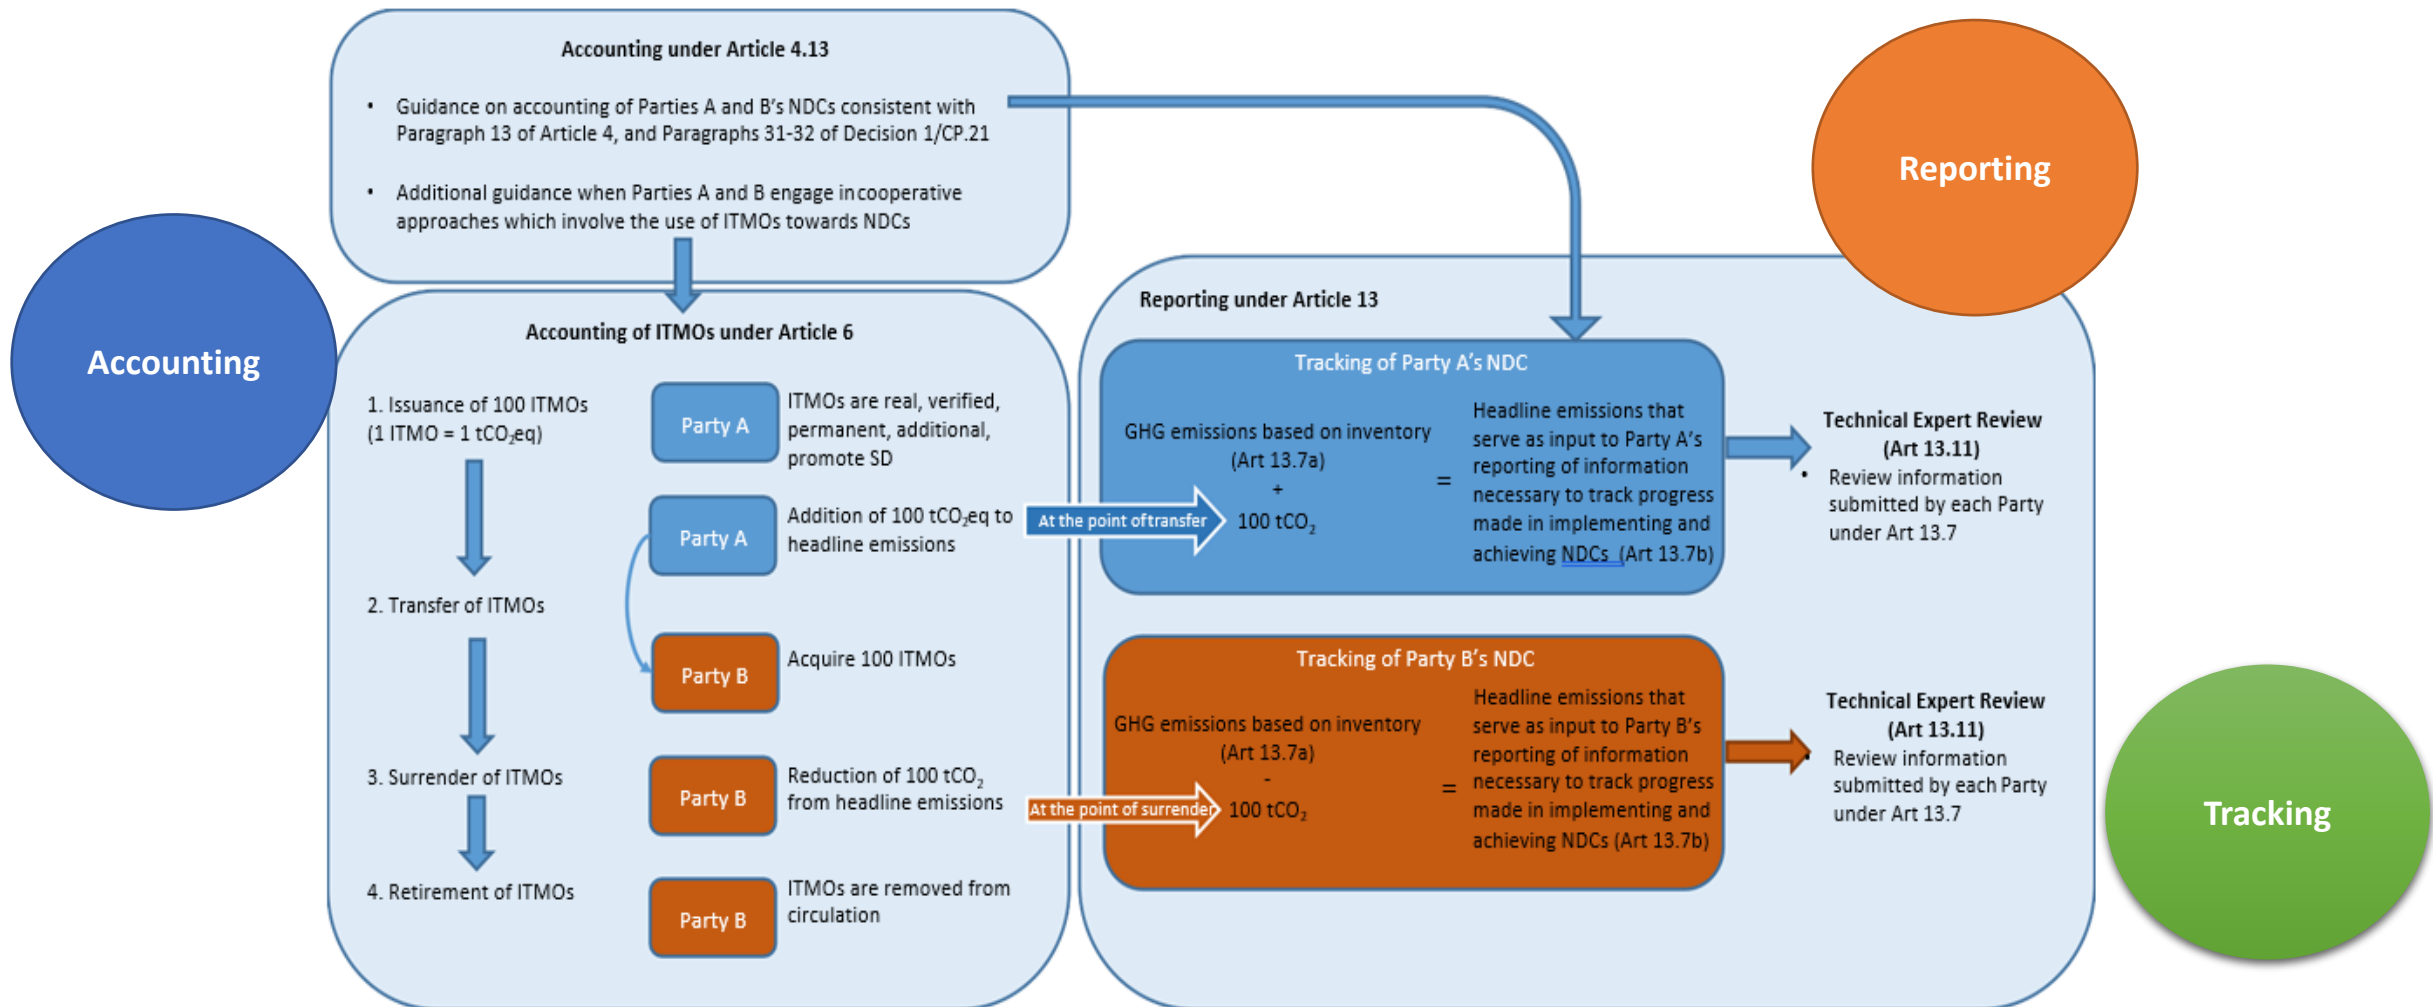 Accounting under Article 4.13
• Guidance on accounting of Parties A and B's NDCs consistent with
Paragraph 13 of Article 4, and Paragraphs 31-32 of Decision 1/CP.21
• Additional guidance when Parties A and B engage incooperative
approaches which involve the use of ITMOs towards NDCs
Reporting
Accounting
Accounting of ITMOs under Article 6
1. Issuance of 100 ITMOs
(1 ITMO = 1 tCO₂eq)
Party A
ITMOs are real, verified,
permanent, additional,
promote SD
Party A
Addition of 100 tCO₂eq to
headline emissions
2. Transfer of ITMOs
Party B
Acquire 100 ITMOs
3. Surrender of ITMOs
Party B
Reduction of 100 tCO₂
from headline emissions
4. Retirement of ITMOs
Party B
ITMOs are removed from
circulation
Reporting under Article 13
Tracking of Party A's NDC
At the point oftransfer
GHG emissions based on inventory
(Art 13.7a)
+
100 tCO₂
=
Headline emissions that
serve as input to Party A's
reporting of information
necessary to track progress
made in implementing and
achieving NDCs (Art 13.7b)
Technical Expert Review
(Art 13.11)
• Review information
submitted by each Party
under Art 13.7
Tracking of Party B's NDC
At the point of surrender
GHG emissions based on inventory
(Art 13.7a)
-
100 tCO₂
=
Headline emissions that
serve as input to Party B's
reporting of information
necessary to track progress
made in implementing and
achieving NDCs (Art 13.7b)
Technical Expert Review
(Art 13.11)
• Review information
submitted by each Party
under Art 13.7
Tracking